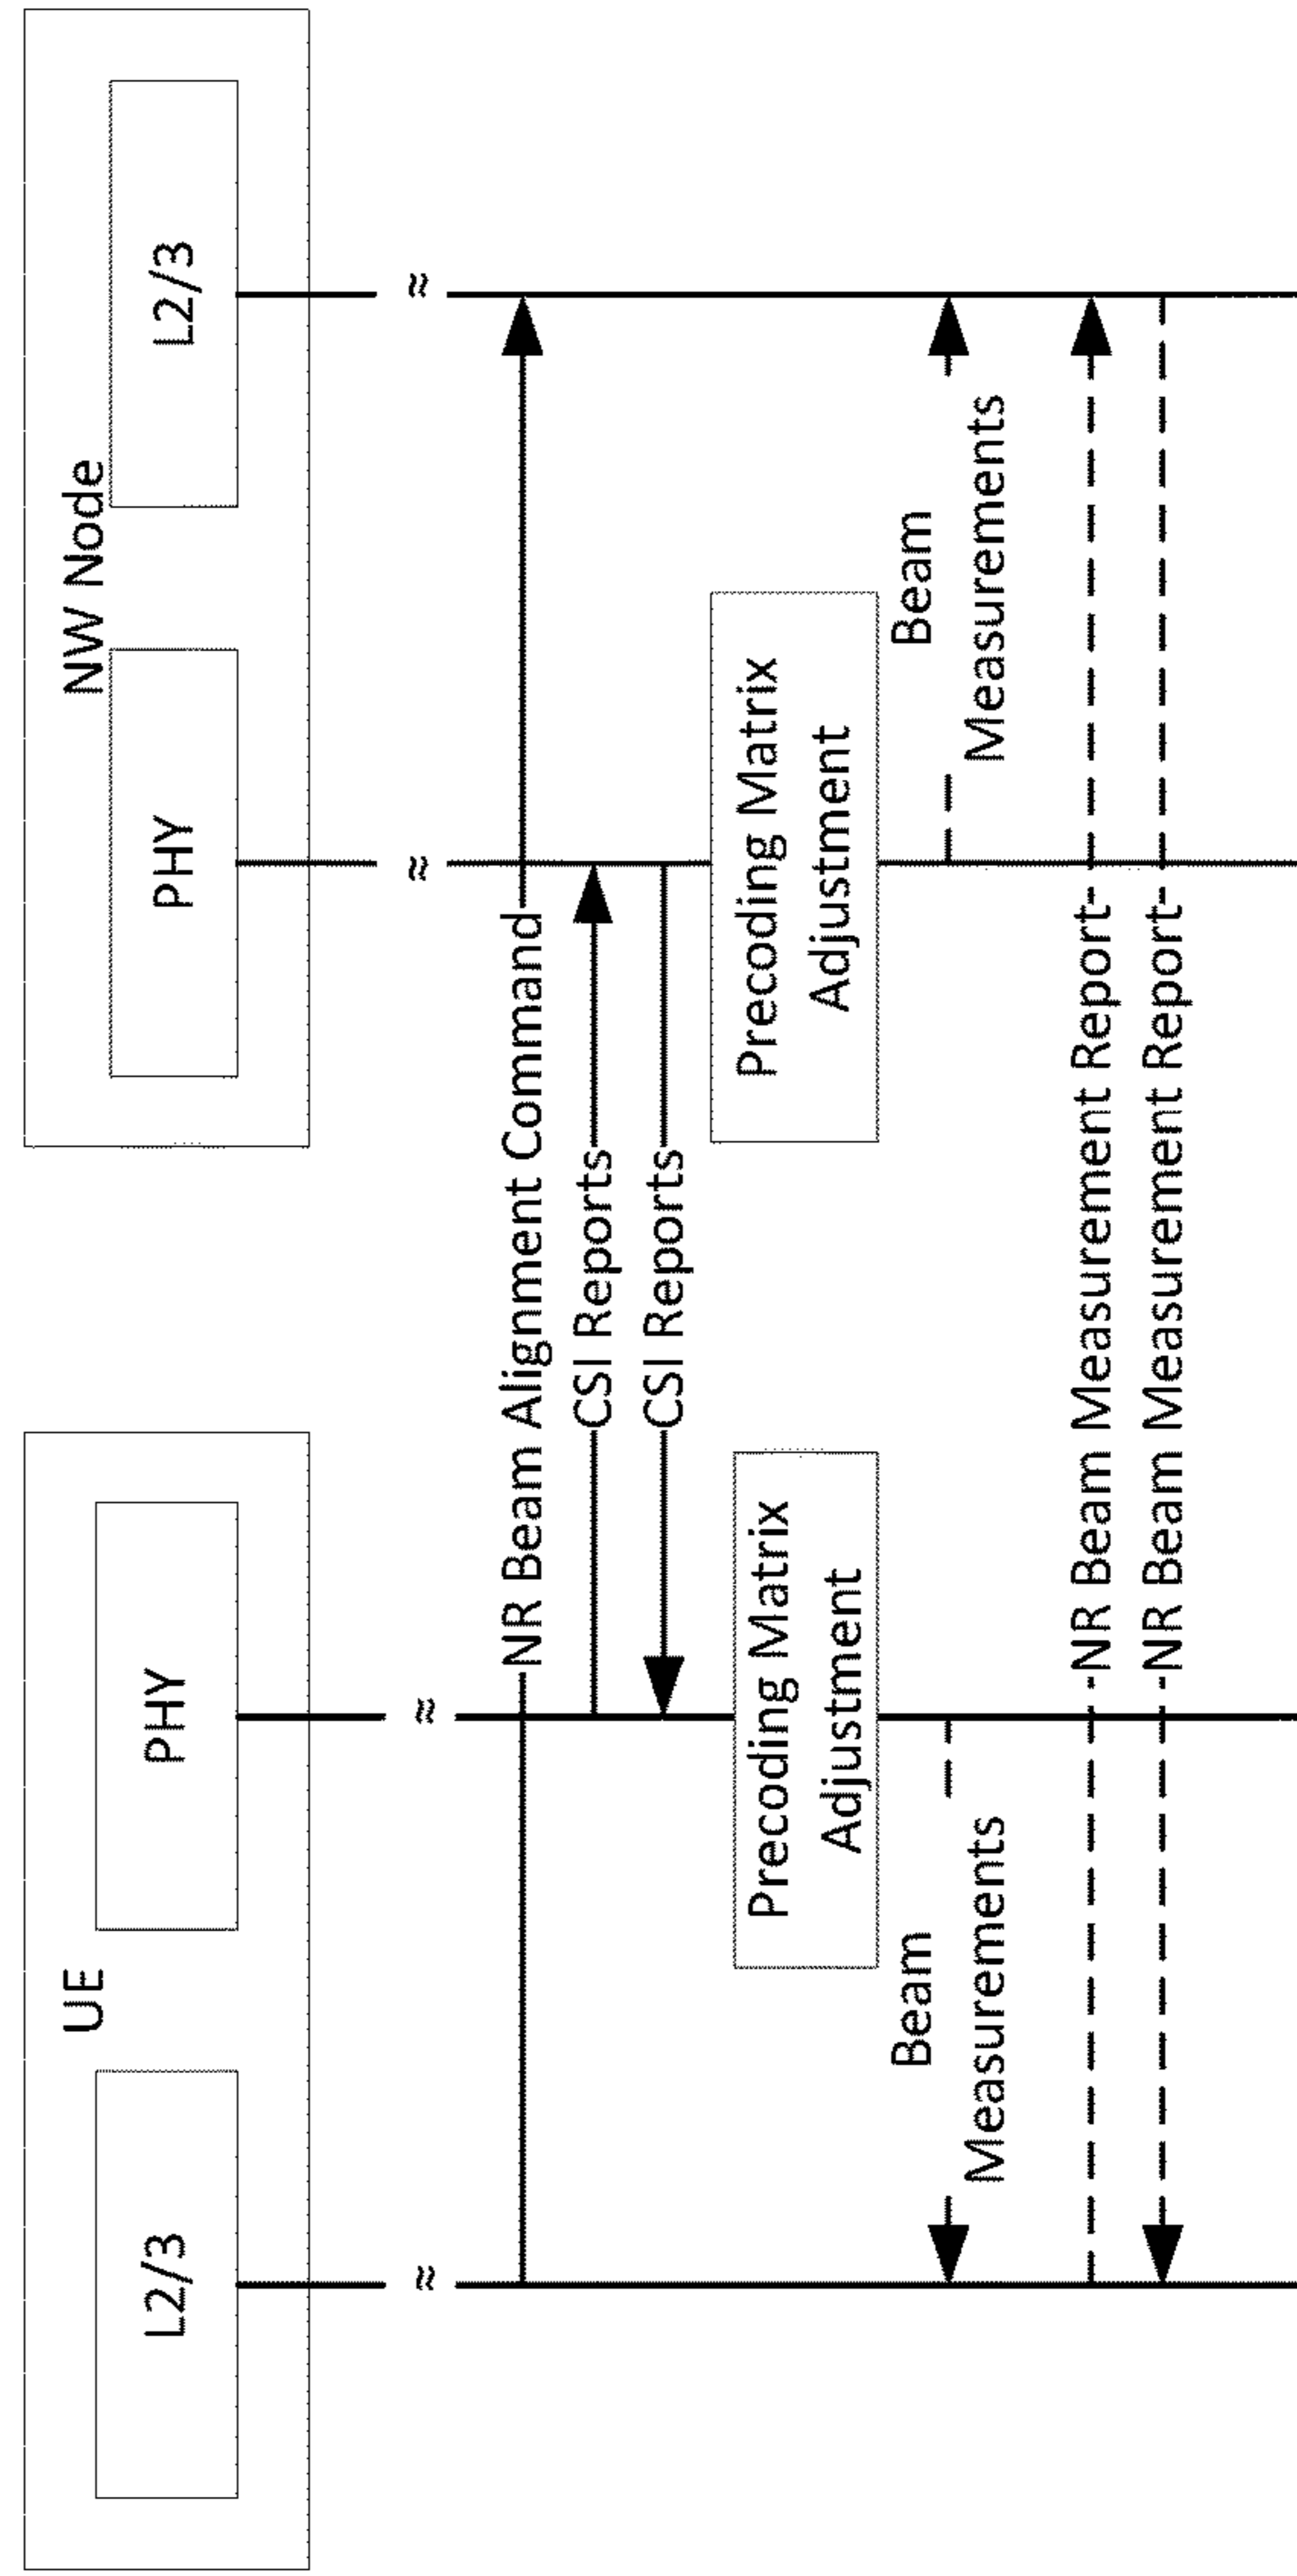 UE
NW Node
L2/3
PHY
PHY
L2/3
≈
≈
≈
≈
NR Beam Alignment Command
CSI Reports
CSI Reports
Precoding Matrix
Adjustment
Precoding Matrix
Adjustment
Beam
Measurements
Beam
Measurements
NR Beam Measurement Report
NR Beam Measurement Report